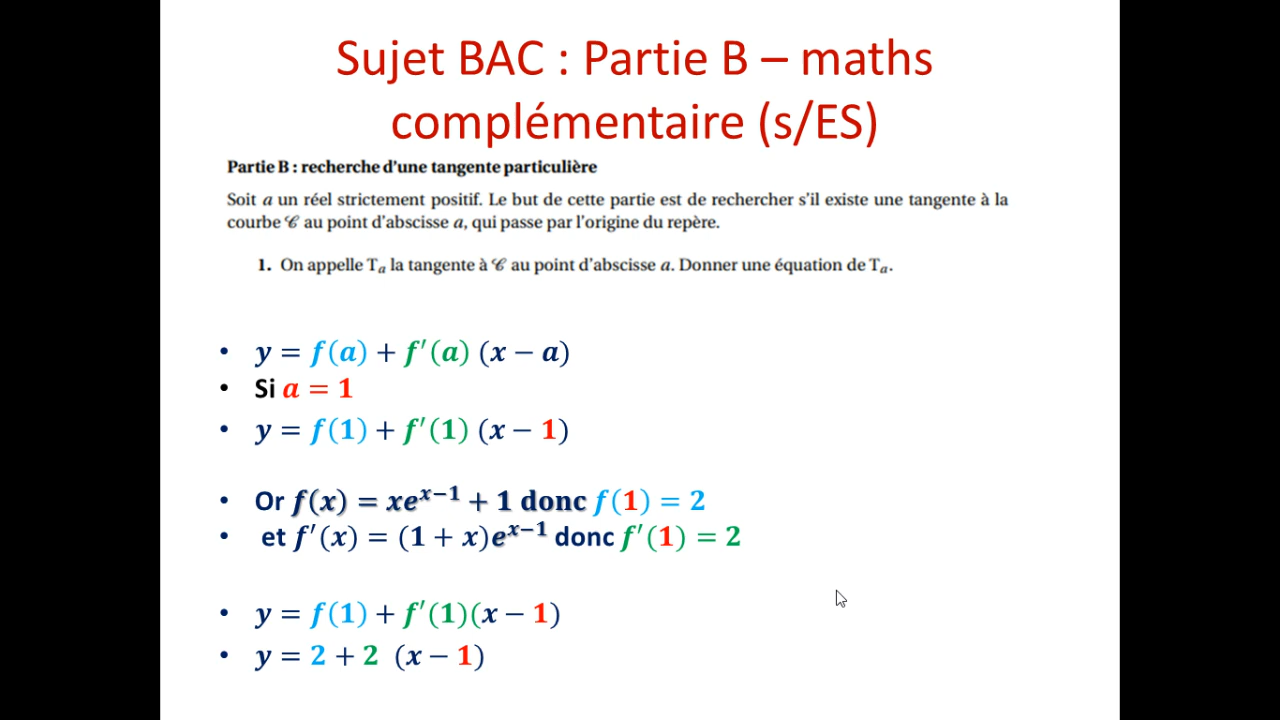 Sujet BAC : Partie B – maths
complémentaire (s/ES)
Partie B : recherche d'une tangente particulière
Soit a un réel strictement positif. Le but de cette partie est de rechercher s'il existe une tangente à la
courbe 𝒞 au point d'abscisse a, qui passe par l'origine du repère.
1. On appelle Tₐ la tangente à 𝒞 au point d'abscisse a. Donner une équation de Tₐ.
• y = f(a) + f′(a) (x − a)
• Si a = 1
• y = f(1) + f′(1) (x − 1)
• Or f(x) = xeˣ⁻¹ + 1 donc f(1) = 2
• et f′(x) = (1 + x)eˣ⁻¹ donc f′(1) = 2
• y = f(1) + f′(1)(x − 1)
• y = 2 + 2 (x − 1)